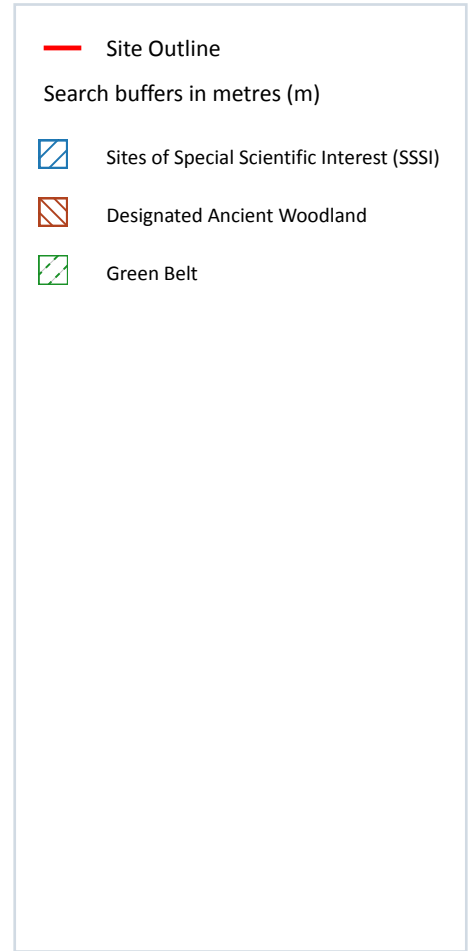 Site Outline
Search buffers in metres (m)
Sites of Special Scientific Interest (SSSI)
Designated Ancient Woodland
Green Belt